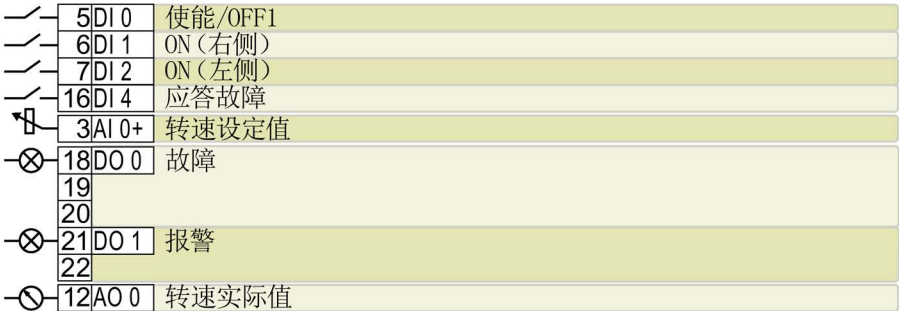 5 DI 0 使能/OFF1
6 DI 1 ON(右侧)
7 DI 2 ON(左侧)
16 DI 4 应答故障
3 AI 0+ 转速设定值
18 DO 0 故障
19
20
21 DO 1 报警
22
12 AO 0 转速实际值